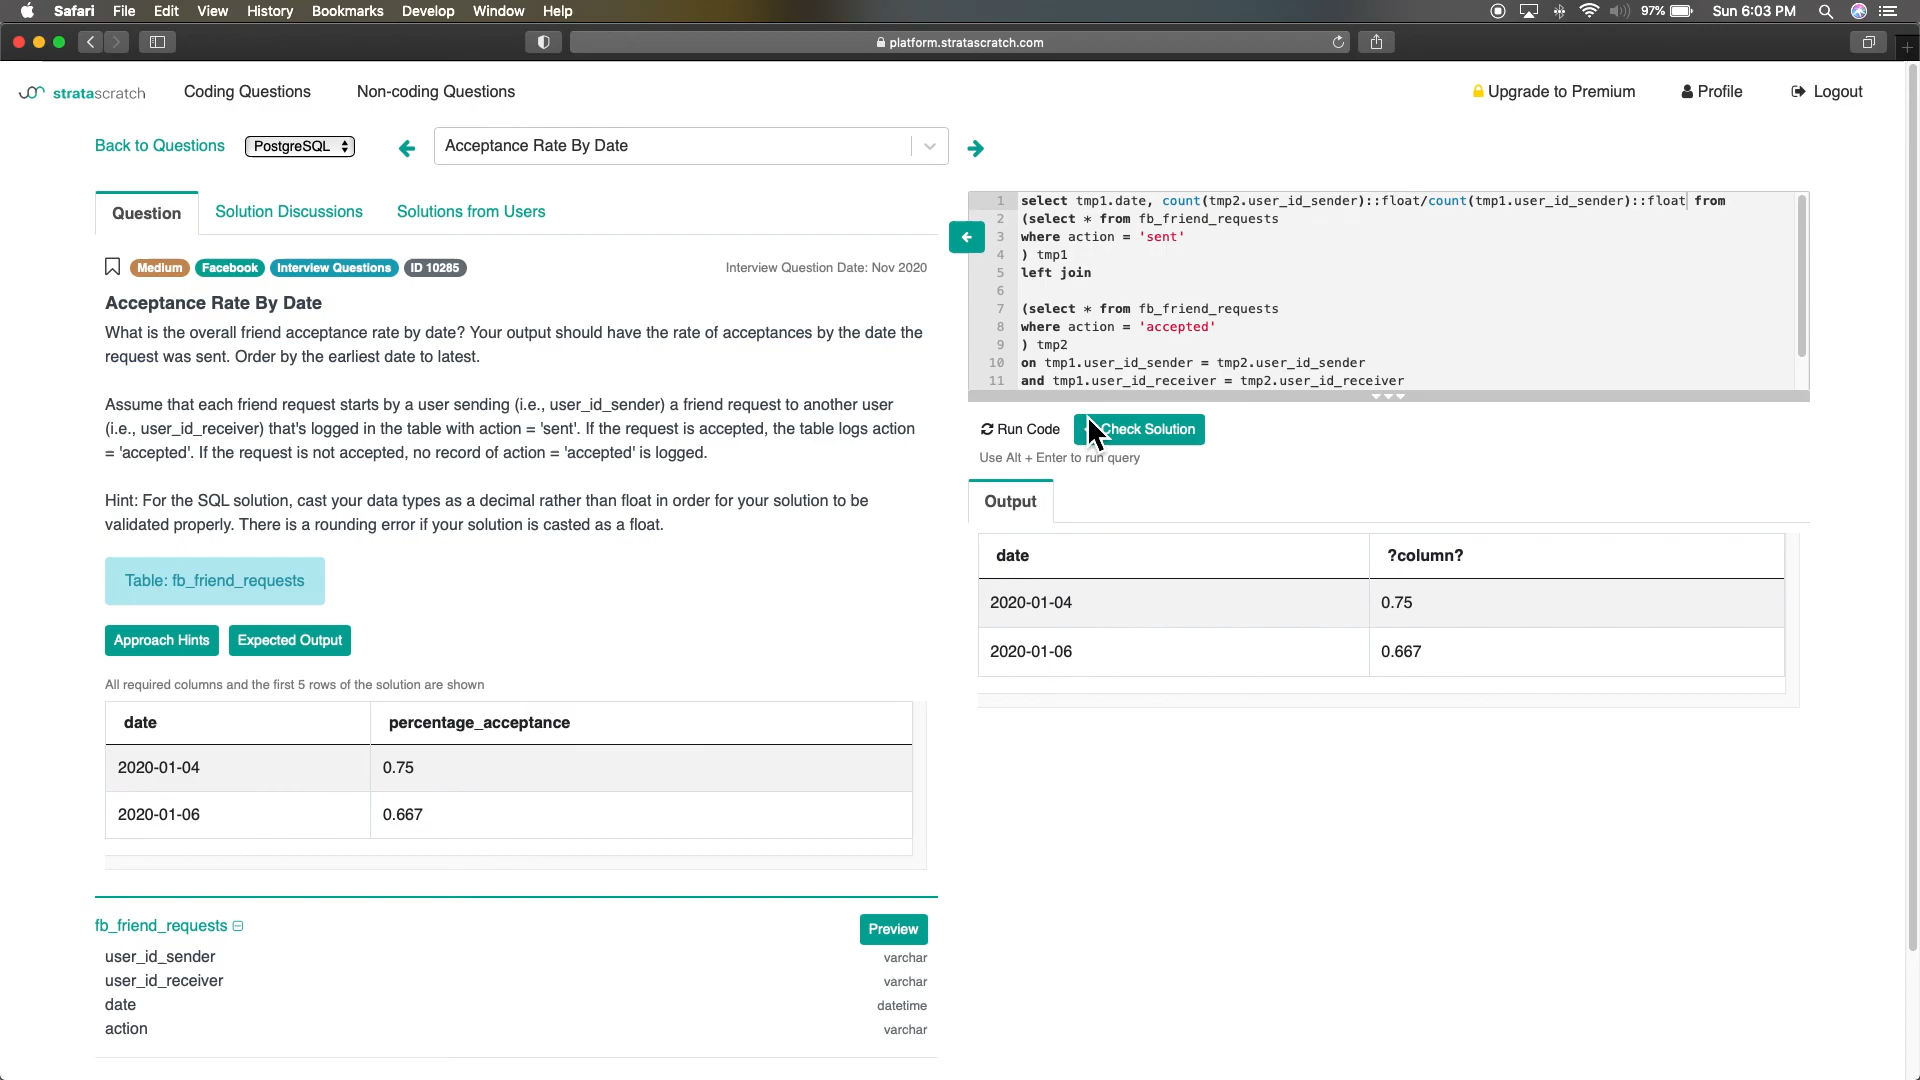 Safari File Edit View History Bookmarks Develop Window Help 97% Sun 6:03 PM
platform.stratascratch.com
stratascratch Coding Questions Non-coding Questions Upgrade to Premium Profile Logout
Back to Questions PostgreSQL Acceptance Rate By Date
Question Solution Discussions Solutions from Users
Medium Facebook Interview Questions ID 10285 Interview Question Date: Nov 2020
Acceptance Rate By Date
What is the overall friend acceptance rate by date? Your output should have the rate of acceptances by the date the
request was sent. Order by the earliest date to latest.
Assume that each friend request starts by a user sending (i.e., user_id_sender) a friend request to another user
(i.e., user_id_receiver) that's logged in the table with action = 'sent'. If the request is accepted, the table logs action
= 'accepted'. If the request is not accepted, no record of action = 'accepted' is logged.
Hint: For the SQL solution, cast your data types as a decimal rather than float in order for your solution to be
validated properly. There is a rounding error if your solution is casted as a float.
Table: fb_friend_requests
Approach Hints Expected Output
All required columns and the first 5 rows of the solution are shown
date percentage_acceptance
2020-01-04 0.75
2020-01-06 0.667
fb_friend_requests Preview
user_id_sender varchar
user_id_receiver varchar
date datetime
action varchar
1 select tmp1.date, count(tmp2.user_id_sender)::float/count(tmp1.user_id_sender)::float from
2 (select * from fb_friend_requests
3 where action = 'sent'
4 ) tmp1
5 left join
6
7 (select * from fb_friend_requests
8 where action = 'accepted'
9 ) tmp2
10 on tmp1.user_id_sender = tmp2.user_id_sender
11 and tmp1.user_id_receiver = tmp2.user_id_receiver
Run Code Check Solution
Use Alt + Enter to run query
Output
date ?column?
2020-01-04 0.75
2020-01-06 0.667